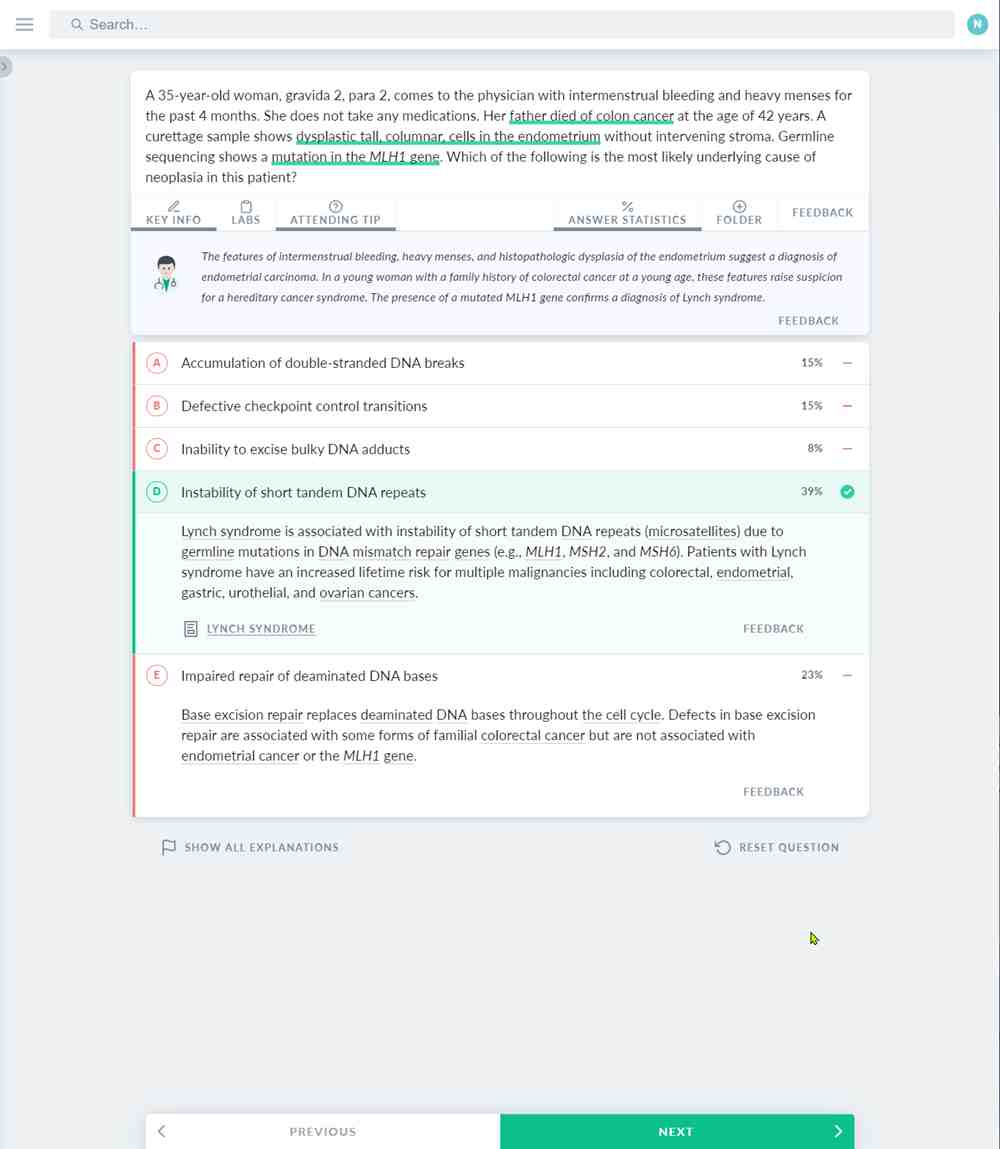 Search...
N
A 35-year-old woman, gravida 2, para 2, comes to the physician with intermenstrual bleeding and heavy menses for
the past 4 months. She does not take any medications. Her father died of colon cancer at the age of 42 years. A
curettage sample shows dysplastic tall, columnar, cells in the endometrium without intervening stroma. Germline
sequencing shows a mutation in the MLH1 gene. Which of the following is the most likely underlying cause of
neoplasia in this patient?
KEY INFO
LABS
ATTENDING TIP
%
ANSWER STATISTICS
FOLDER
FEEDBACK
The features of intermenstrual bleeding, heavy menses, and histopathologic dysplasia of the endometrium suggest a diagnosis of
endometrial carcinoma. In a young woman with a family history of colorectal cancer at a young age, these features raise suspicion
for a hereditary cancer syndrome. The presence of a mutated MLH1 gene confirms a diagnosis of Lynch syndrome.
FEEDBACK
A Accumulation of double-stranded DNA breaks 15%
B Defective checkpoint control transitions 15%
C Inability to excise bulky DNA adducts 8%
D Instability of short tandem DNA repeats 39%
Lynch syndrome is associated with instability of short tandem DNA repeats (microsatellites) due to
germline mutations in DNA mismatch repair genes (e.g., MLH1, MSH2, and MSH6). Patients with Lynch
syndrome have an increased lifetime risk for multiple malignancies including colorectal, endometrial,
gastric, urothelial, and ovarian cancers.
LYNCH SYNDROME FEEDBACK
E Impaired repair of deaminated DNA bases 23%
Base excision repair replaces deaminated DNA bases throughout the cell cycle. Defects in base excision
repair are associated with some forms of familial colorectal cancer but are not associated with
endometrial cancer or the MLH1 gene.
FEEDBACK
SHOW ALL EXPLANATIONS RESET QUESTION
PREVIOUS NEXT